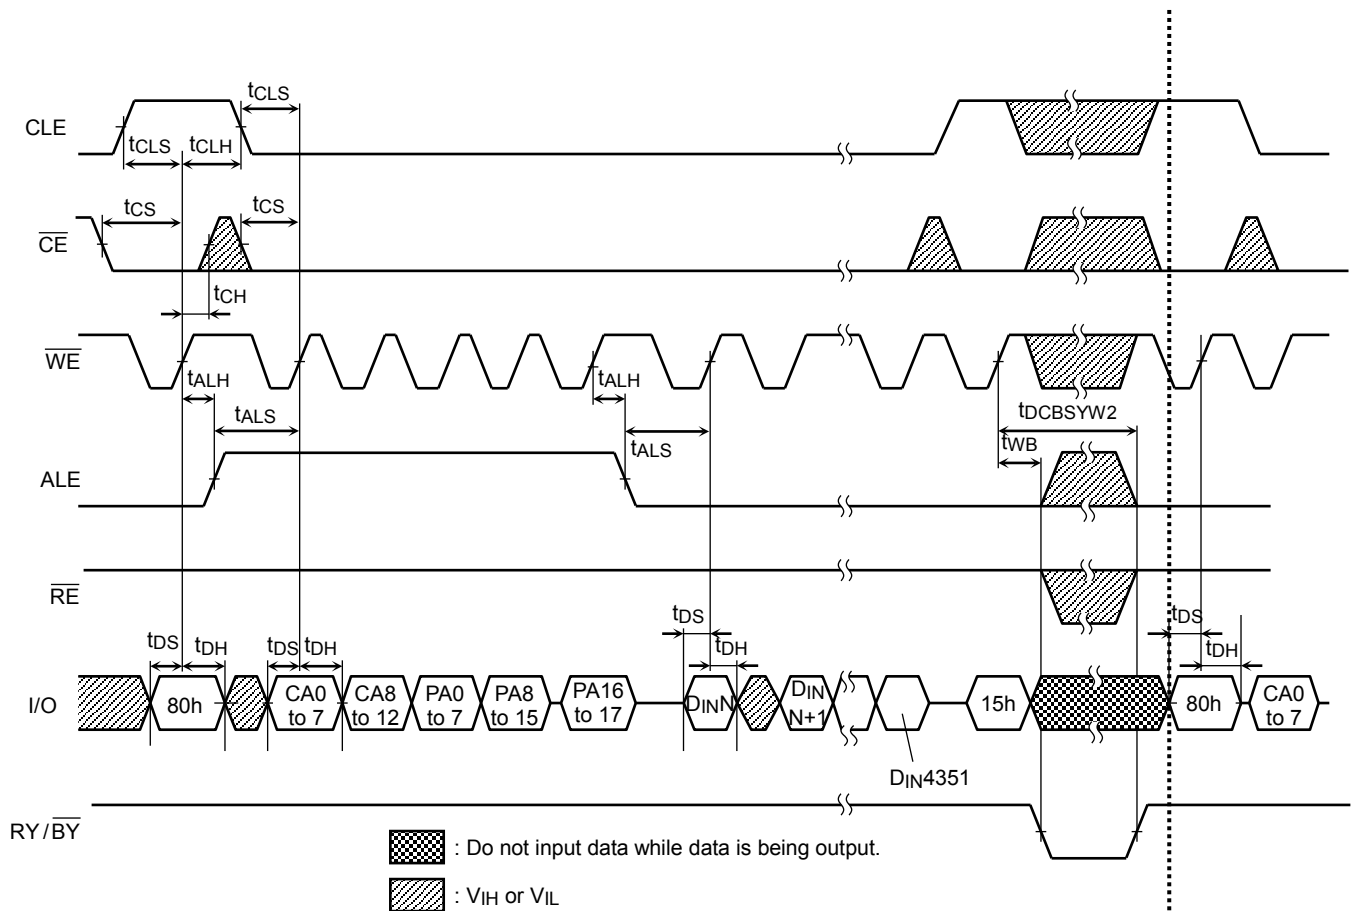 tCLS
CLE
tCLS tCLH
tCS tCS
CE
tCH
WE
tALH tALH
tDCBSYW2
tALS tALS tWB
ALE
RE
tDS tDH tDS tDH tDS tDH tDS tDH
I/O
80h
CA0 to 7
CA8 to 12
PA0 to 7
PA8 to 15
PA16 to 17
DINN
DIN N+1
15h
80h
CA0 to 7
DIN4351
RY/BY
: Do not input data while data is being output.
: VIH or VIL